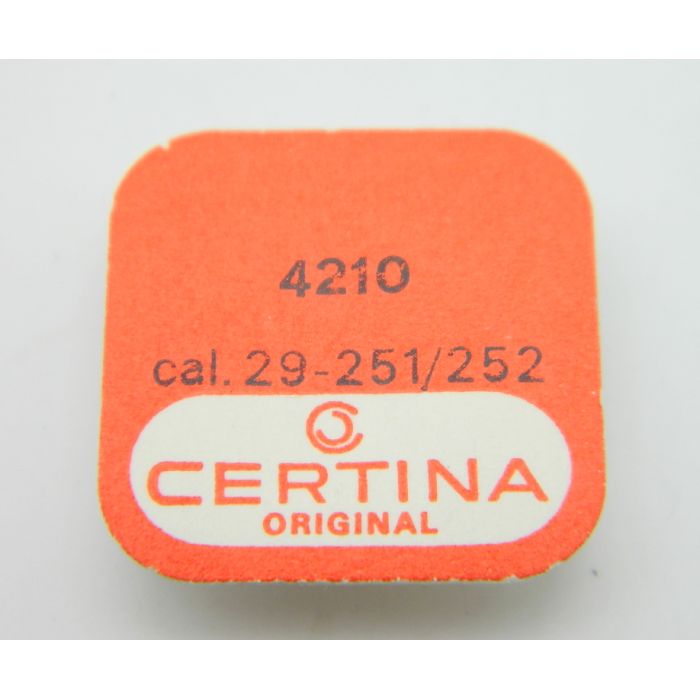 4210
cal. 29-251/252
CERTINA
ORIGINAL